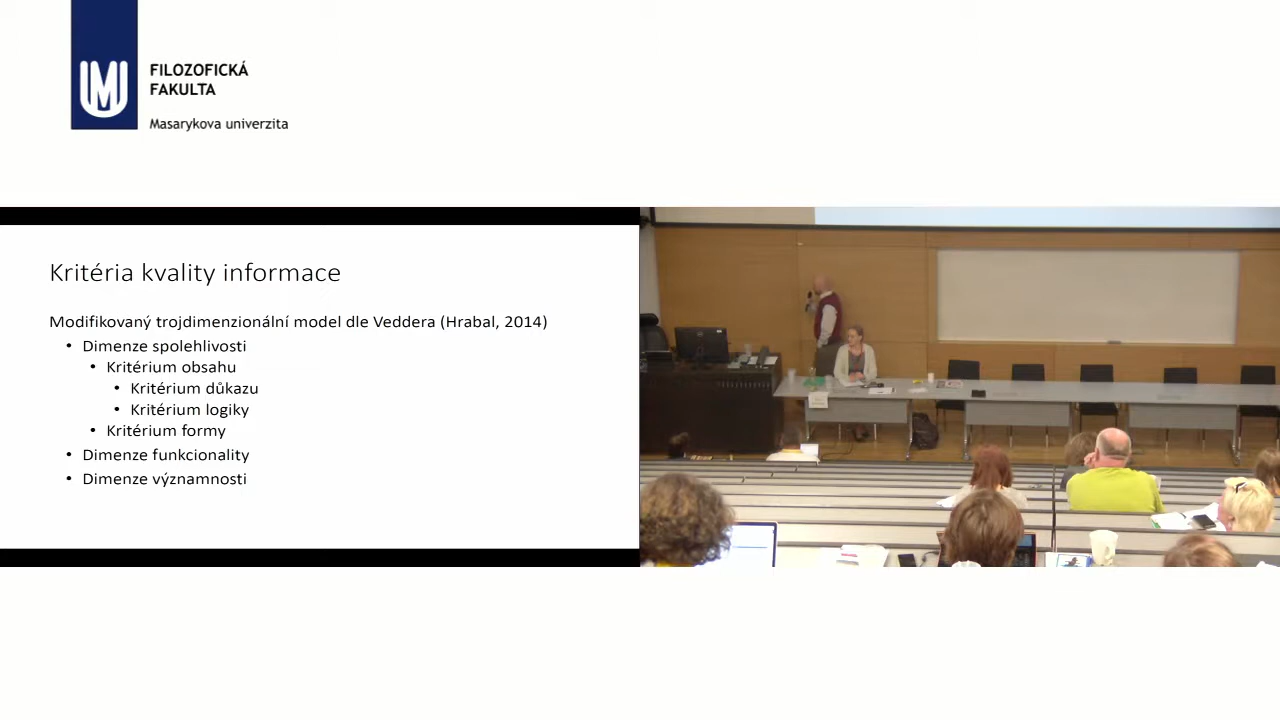 FILOZOFICKÁ
FAKULTA
Masarykova univerzita
Kritéria kvality informace
Modifikovaný trojdimenzionální model dle Veddera (Hrabal, 2014)
• Dimenze spolehlivosti
• Kritérium obsahu
• Kritérium důkazu
• Kritérium logiky
• Kritérium formy
• Dimenze funkcionality
• Dimenze významnosti